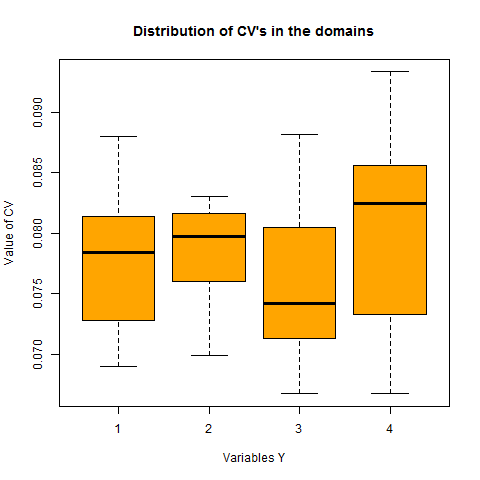 Distribution of CV's in the domains
Value of CV
0.090
0.085
0.080
0.075
0.070
1 2 3 4
Variables Y